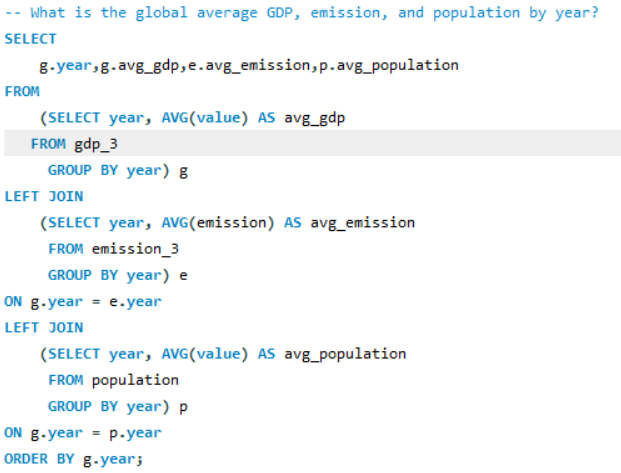 -- What is the global average GDP, emission, and population by year?
SELECT
    g.year,g.avg_gdp,e.avg_emission,p.avg_population
FROM
    (SELECT year, AVG(value) AS avg_gdp
   FROM gdp_3
     GROUP BY year) g
LEFT JOIN
    (SELECT year, AVG(emission) AS avg_emission
     FROM emission_3
     GROUP BY year) e
ON g.year = e.year
LEFT JOIN
    (SELECT year, AVG(value) AS avg_population
     FROM population
     GROUP BY year) p
ON g.year = p.year
ORDER BY g.year;